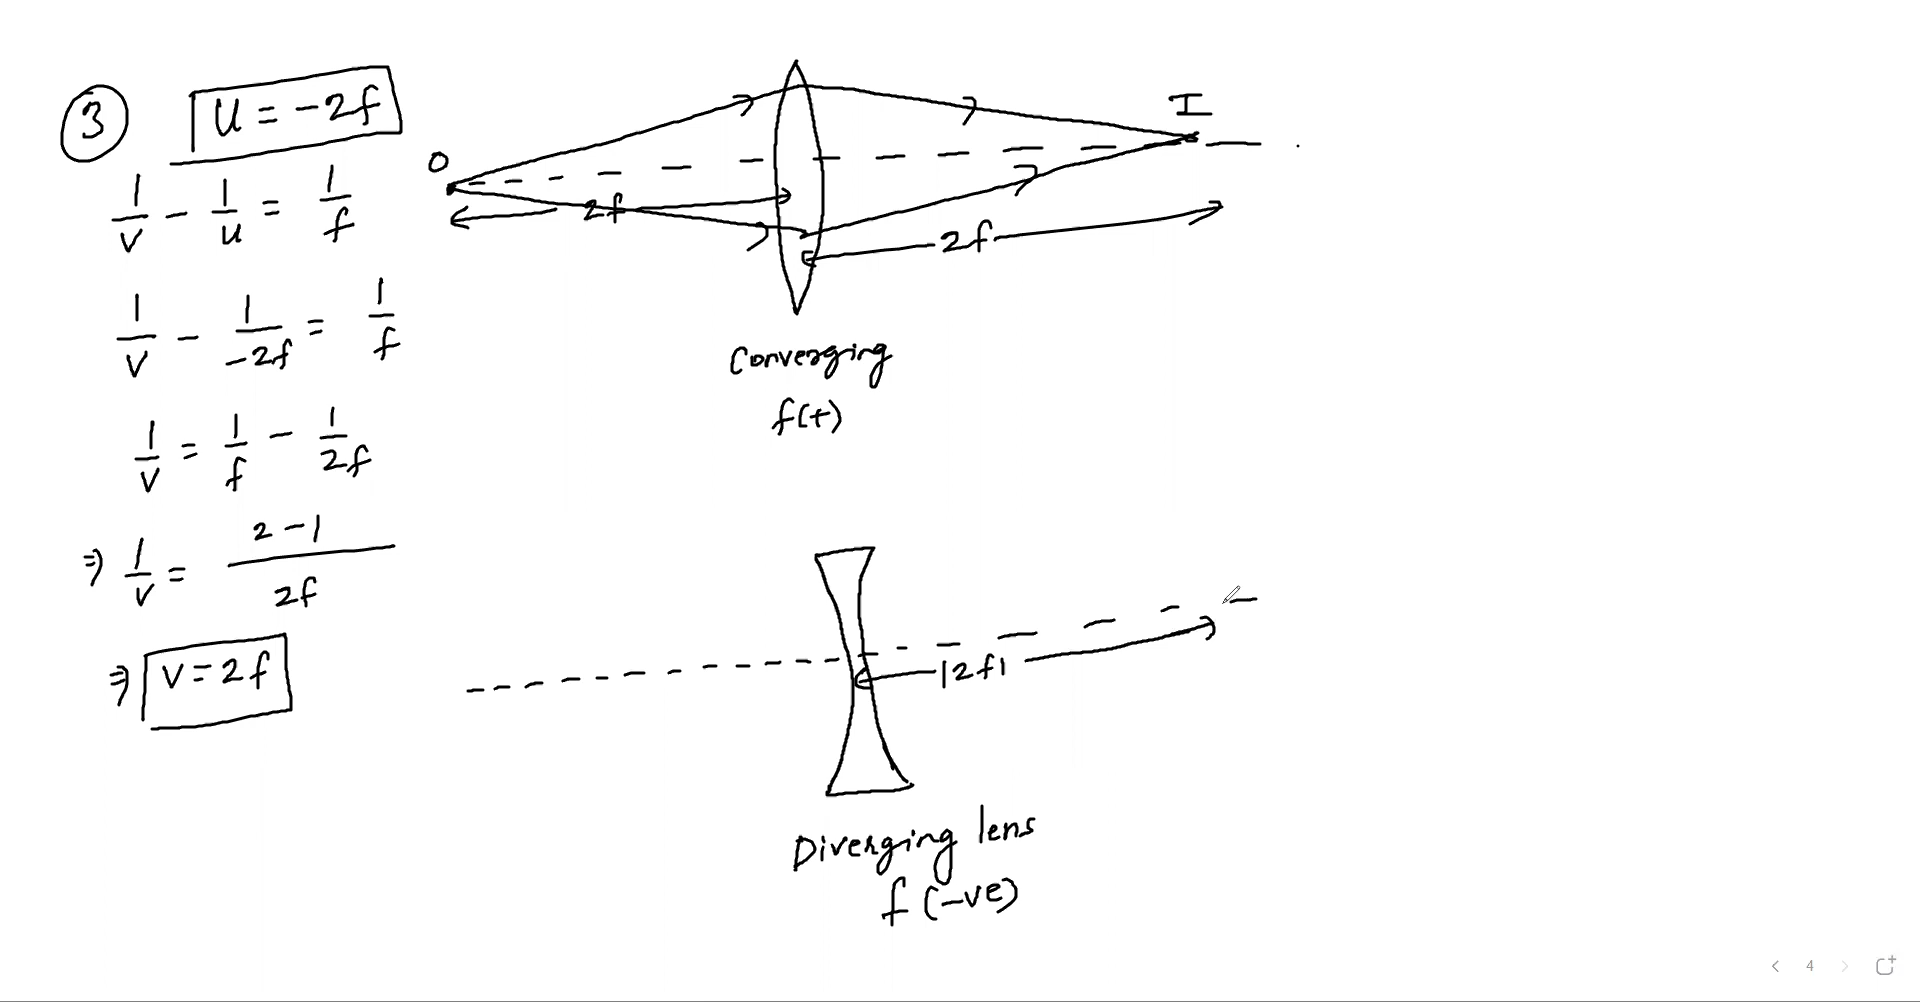 ③ U = -2f
1/v - 1/u = 1/f
1/v - 1/-2f = 1/f
1/v = 1/f - 1/2f
⇒ 1/v = 2-1/2f
⇒ v = 2f
O
I
2f
2f
Converging
f(+)
|2f|
Diverging lens
f (-ve)
4